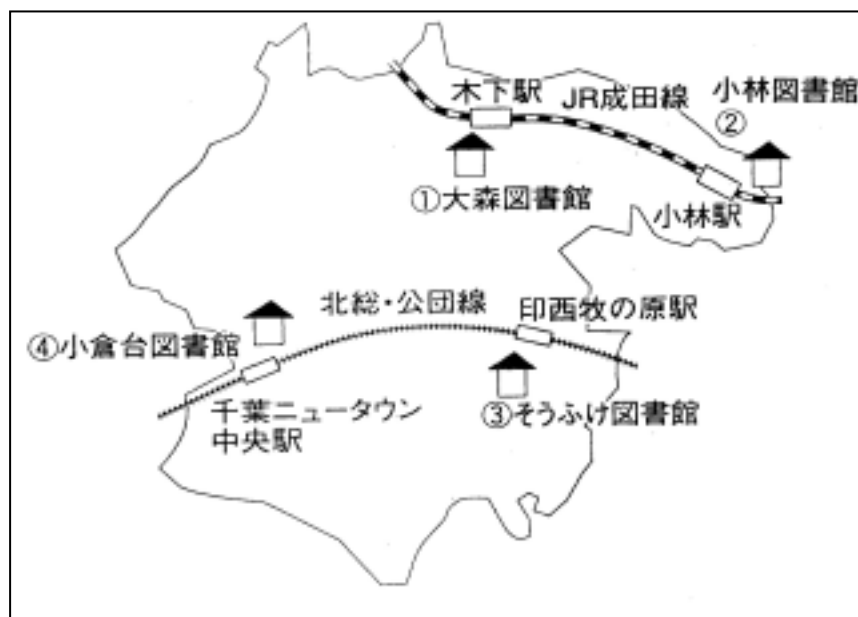 木下駅
JR成田線
小林図書館
②
①大森図書館
小林駅
北総・公団線
印西牧の原駅
④小倉台図書館
千葉ニュータウン
中央駅
③そうふけ図書館